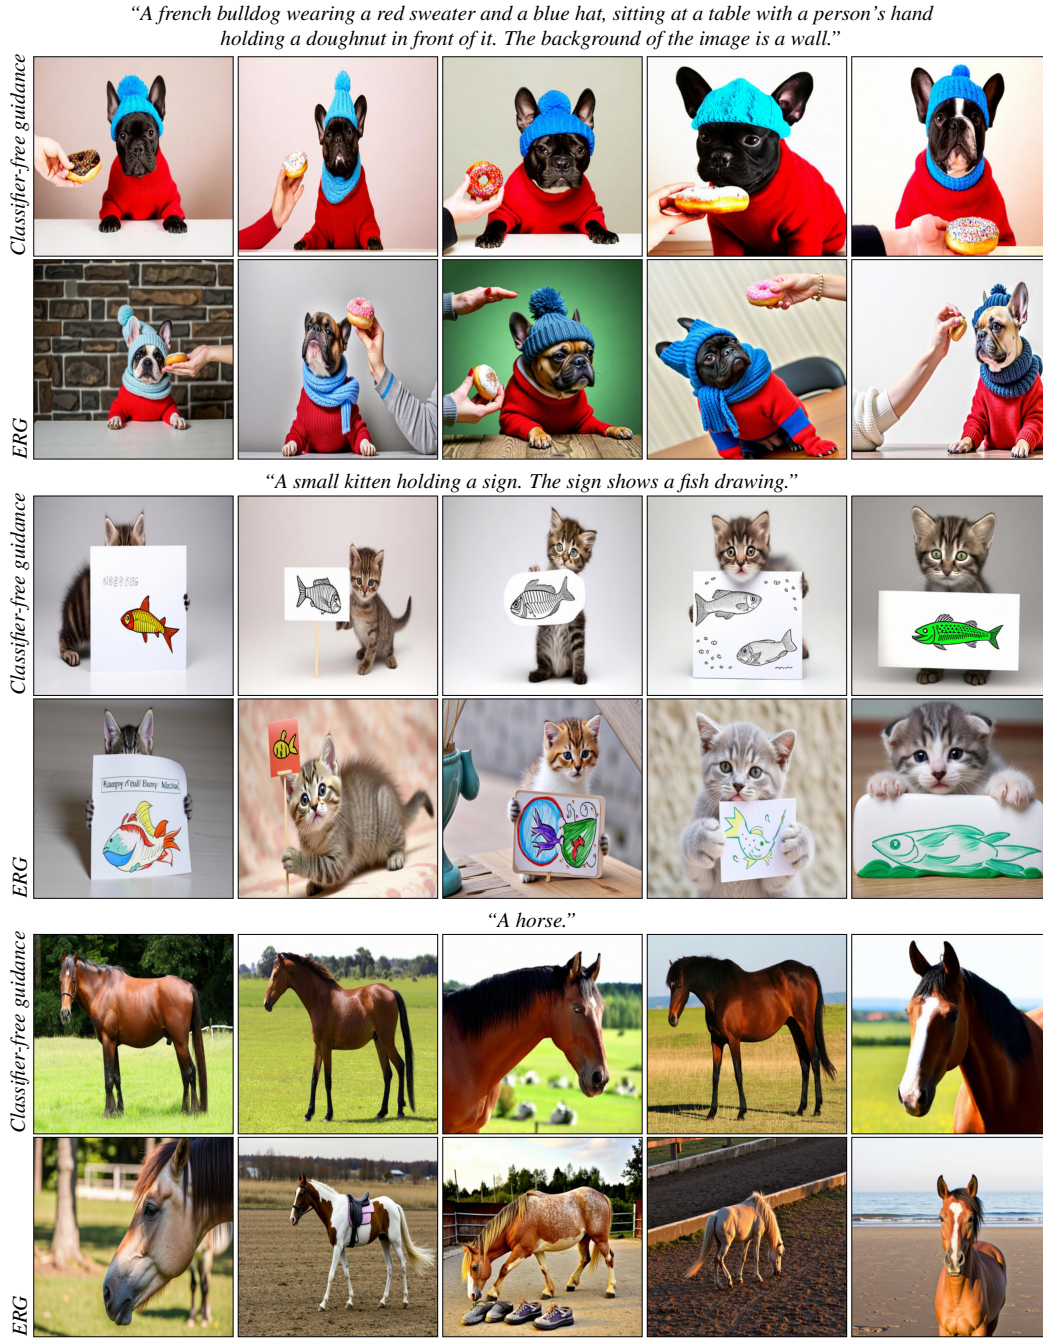 “A french bulldog wearing a red sweater and a blue hat, sitting at a table with a person’s hand
holding a doughnut in front of it. The background of the image is a wall.”
Classifier-free guidance
ERG
“A small kitten holding a sign. The sign shows a fish drawing.”
Classifier-free guidance
ERG
“A horse.”
Classifier-free guidance
ERG